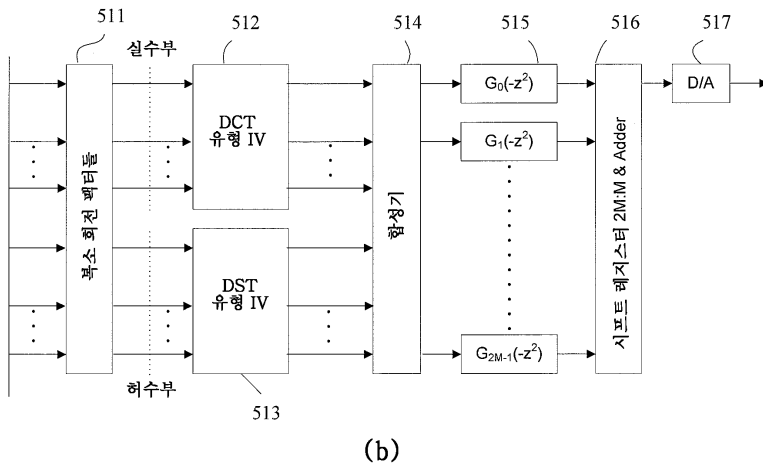 511
실수부
512
514
515
516
517
복소 회전 팩터들
DCT
유형 IV
합성기
G0(-z²)
G1(-z²)
G2M-1(-z²)
시프트 레지스터 2M:M & Adder
D/A
DST
유형 IV
허수부
513
(b)